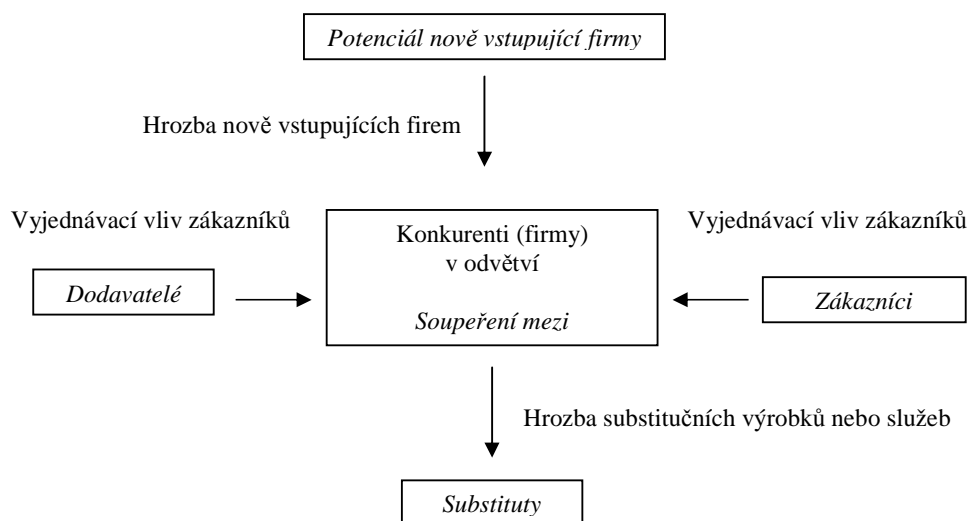 Potenciál nově vstupující firmy
Hrozba nově vstupujících firem
Vyjednávací vliv zákazníků
Vyjednávací vliv zákazníků
Konkurenti (firmy)
v odvětví
Dodavatelé
Zákazníci
Soupeření mezi
Hrozba substitučních výrobků nebo služeb
Substituty